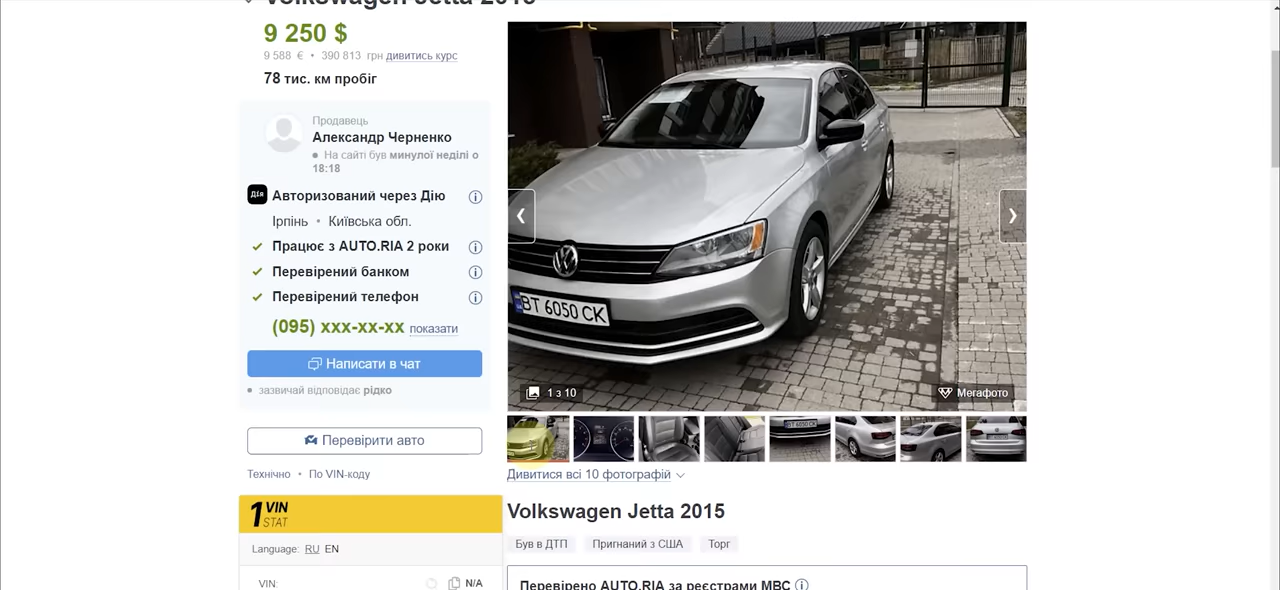 Volkswagen Jetta 2015
9 250 $
9 588 € • 390 813 грн дивитись курс
78 тис. км пробіг
Продавець
Александр Черненко
На сайті був минулої неділі о
18:18
Дія
Авторизований через Дію
Ірпінь • Київська обл.
Працює з AUTO.RIA 2 роки
Перевірений банком
Перевірений телефон
(095) xxx-xx-xx показати
Написати в чат
зазвичай відповідає рідко
Перевірити авто
Технічно • По VIN-коду
1 VIN
STAT
Language: RU EN
VIN: N/A
BT 6050 CK
1 з 10
Мегафото
Дивитися всі 10 фотографій
Volkswagen Jetta 2015
Був в ДТП Пригнаний з США Торг
Перевірено AUTO.RIA за реєстрами МВС